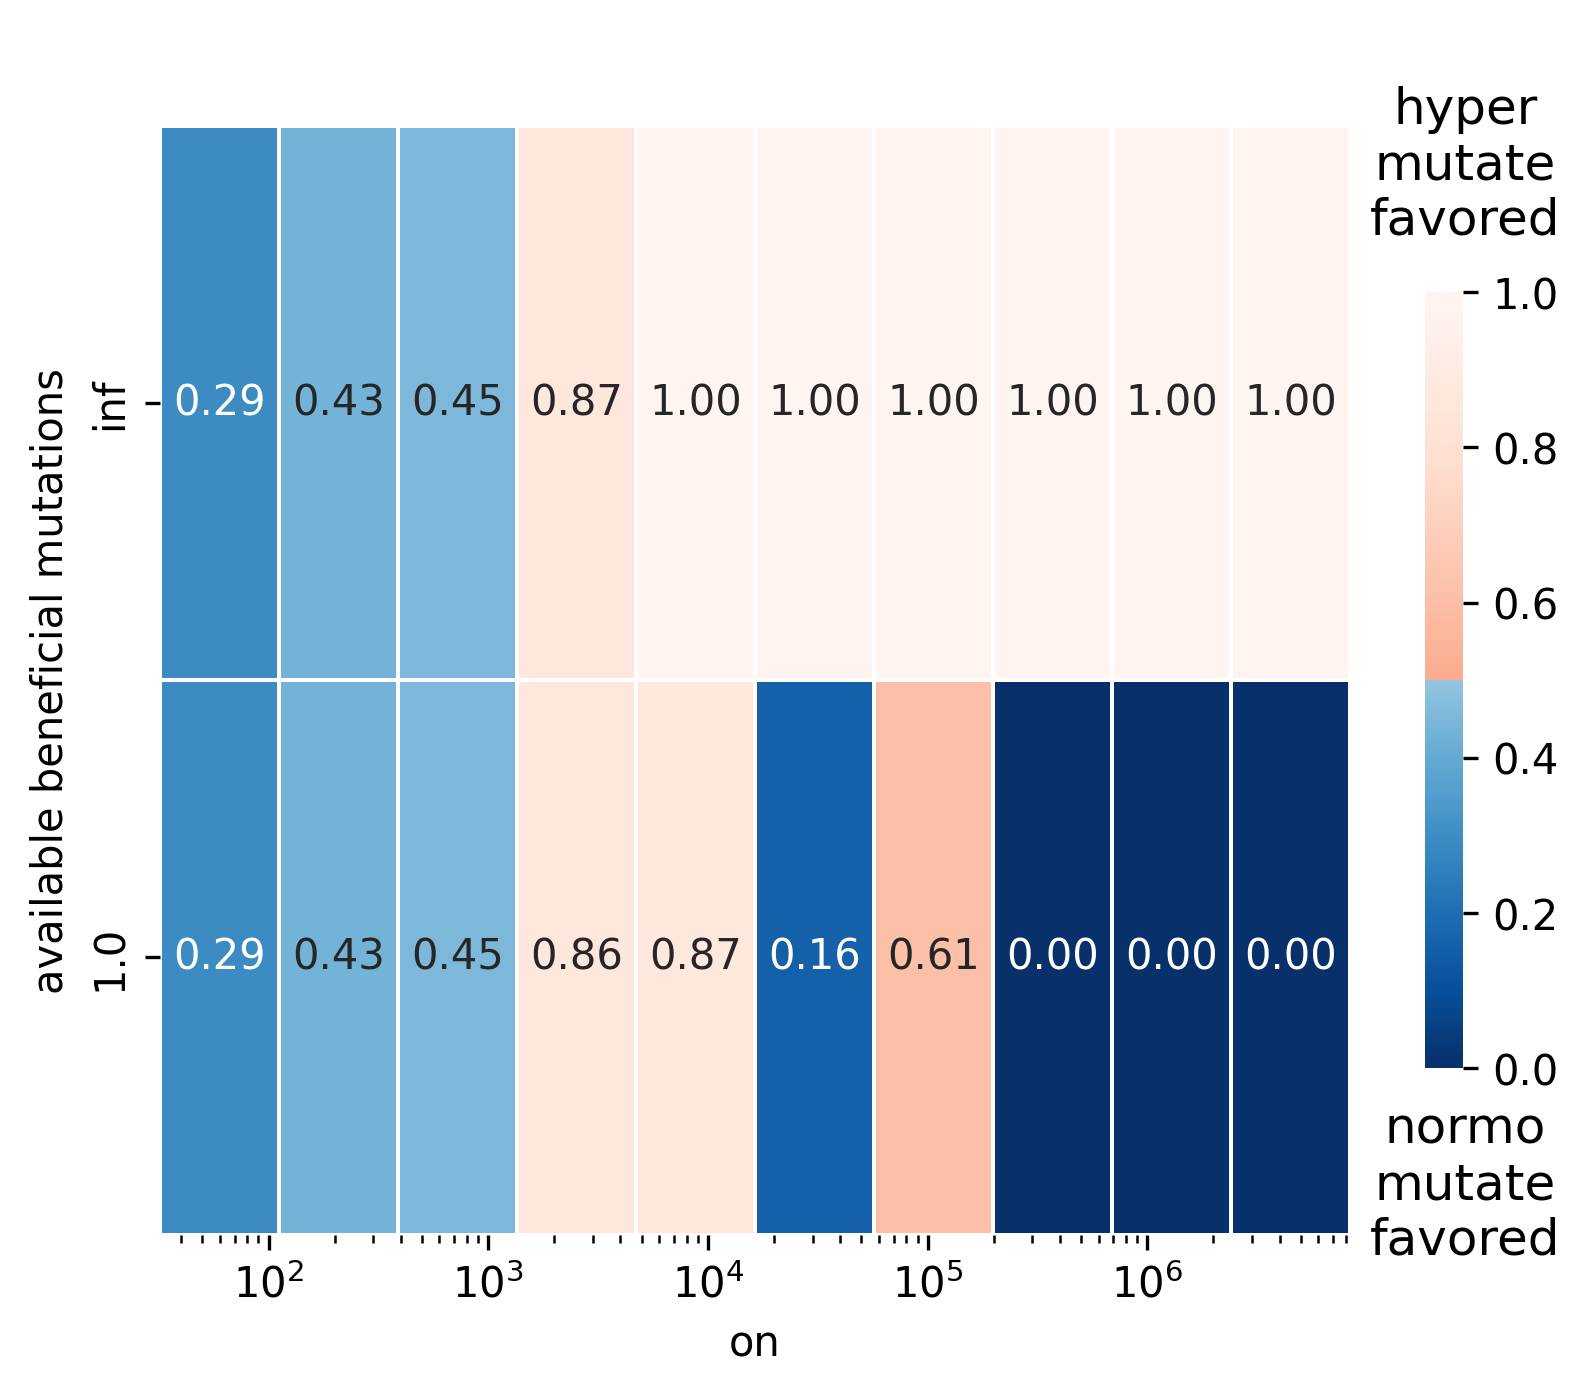 hyper
mutate
favored
available beneficial mutations
inf
0.29 0.43 0.45 0.87 1.00 1.00 1.00 1.00 1.00 1.00
1.0
0.29 0.43 0.45 0.86 0.87 0.16 0.61 0.00 0.00 0.00
10² 10³ 10⁴ 10⁵ 10⁶
on
1.0
0.8
0.6
0.4
0.2
0.0
normo
mutate
favored